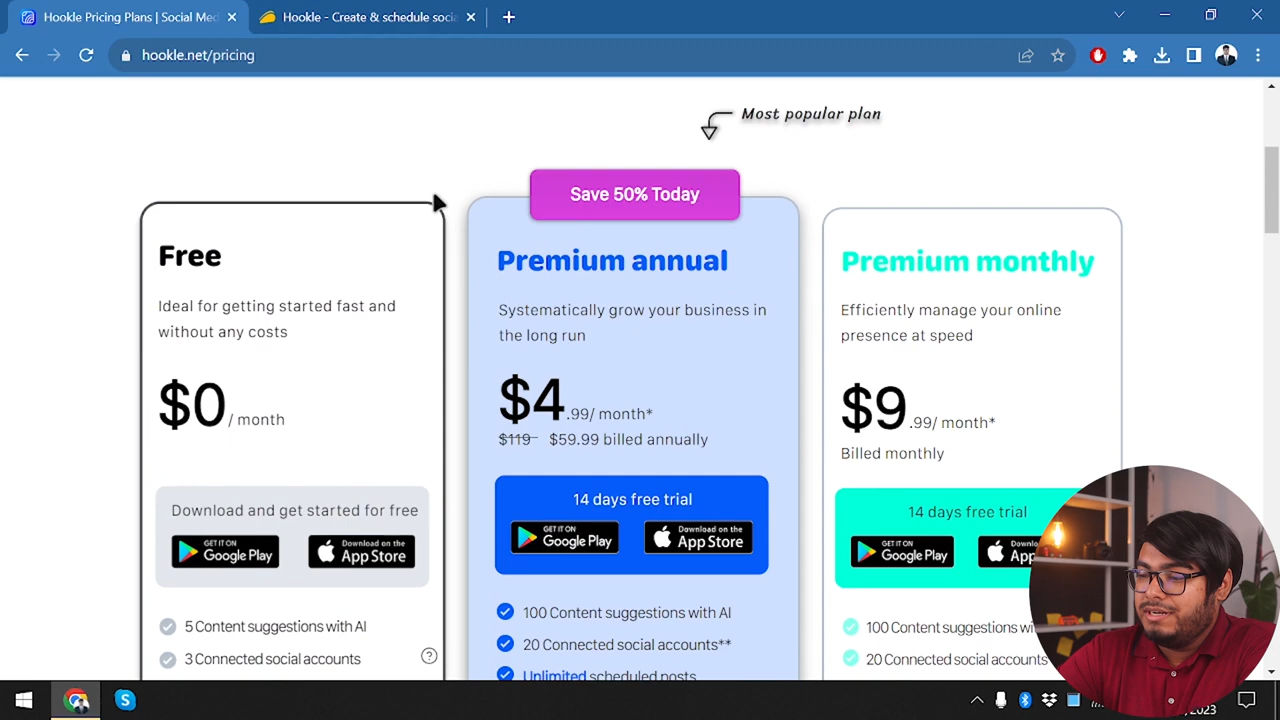 Hookle Pricing Plans | Social Med
Hookle - Create & schedule socia
hookle.net/pricing
Most popular plan
Save 50% Today
Free
Ideal for getting started fast and
without any costs
$0/ month
Download and get started for free
GET IT ON
Google Play
Download on the
App Store
5 Content suggestions with AI
3 Connected social accounts
Premium annual
Systematically grow your business in
the long run
$4.99/ month*
$119 $59.99 billed annually
14 days free trial
GET IT ON
Google Play
Download on the
App Store
100 Content suggestions with AI
20 Connected social accounts**
Unlimited scheduled posts
Premium monthly
Efficiently manage your online
presence at speed
$9.99/ month*
Billed monthly
14 days free trial
GET IT ON
Google Play
100 Content suggestions
20 Connected social accounts